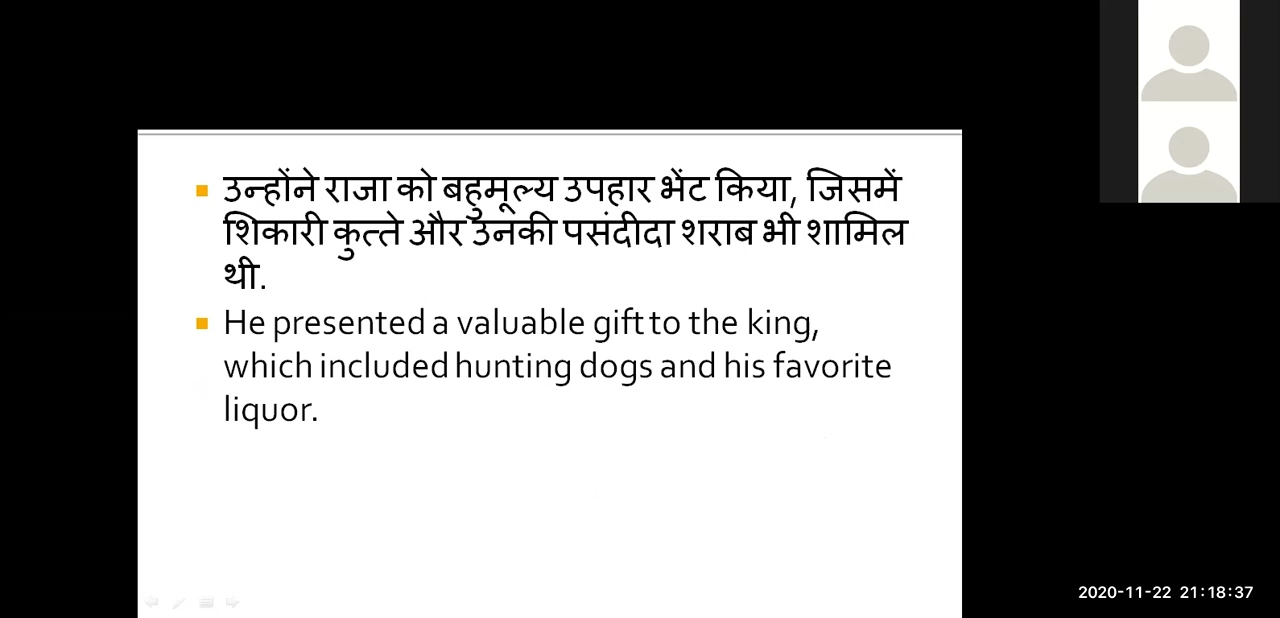 उन्होंने राजा को बहुमूल्य उपहार भेंट किया, जिसमें
शिकारी कुत्ते और उनकी पसंदीदा शराब भी शामिल
थी.
He presented a valuable gift to the king,
which included hunting dogs and his favorite
liquor.
2020-11-22 21:18:37